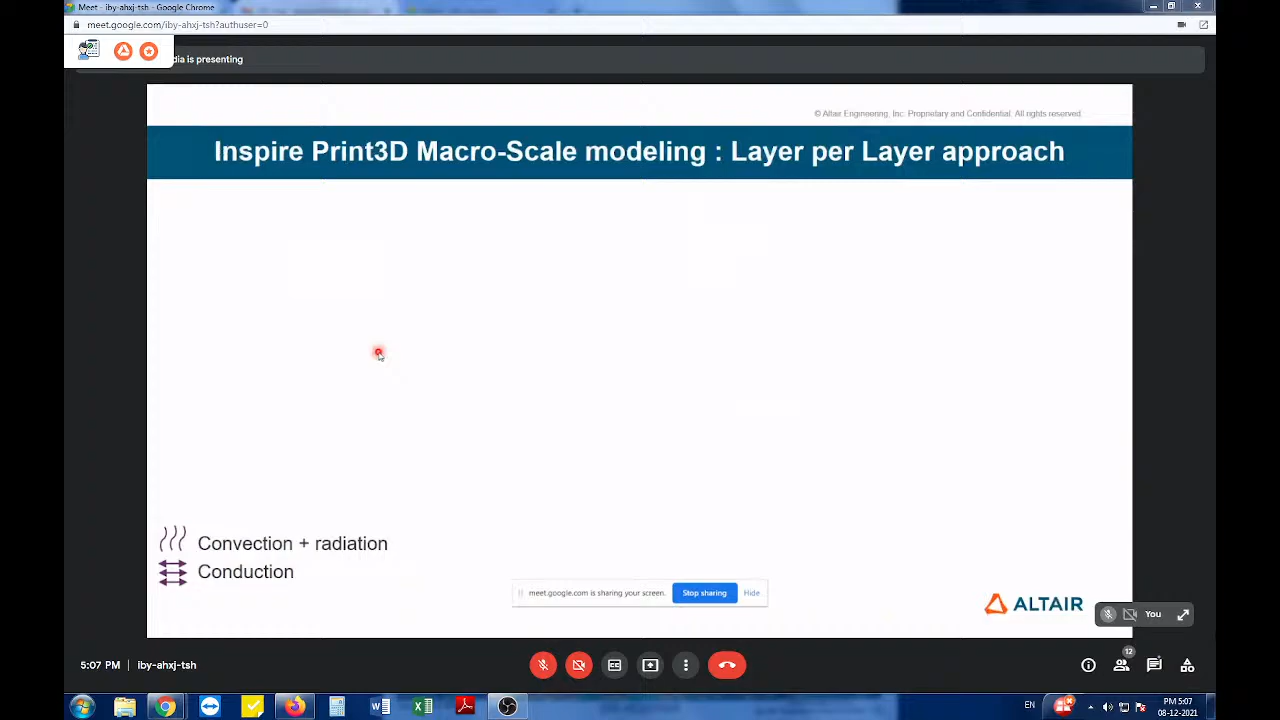 Meet - iby-ahxj-tsh - Google Chrome
meet.google.com/iby-ahxj-tsh?authuser=0
dia is presenting
© Altair Engineering, Inc. Proprietary and Confidential. All rights reserved
Inspire Print3D Macro-Scale modeling : Layer per Layer approach
Convection + radiation
Conduction
meet.google.com is sharing your screen.
Stop sharing
Hide
ALTAIR
You
5:07 PM
iby-ahxj-tsh
12
EN
PM 5:07
08-12-2021